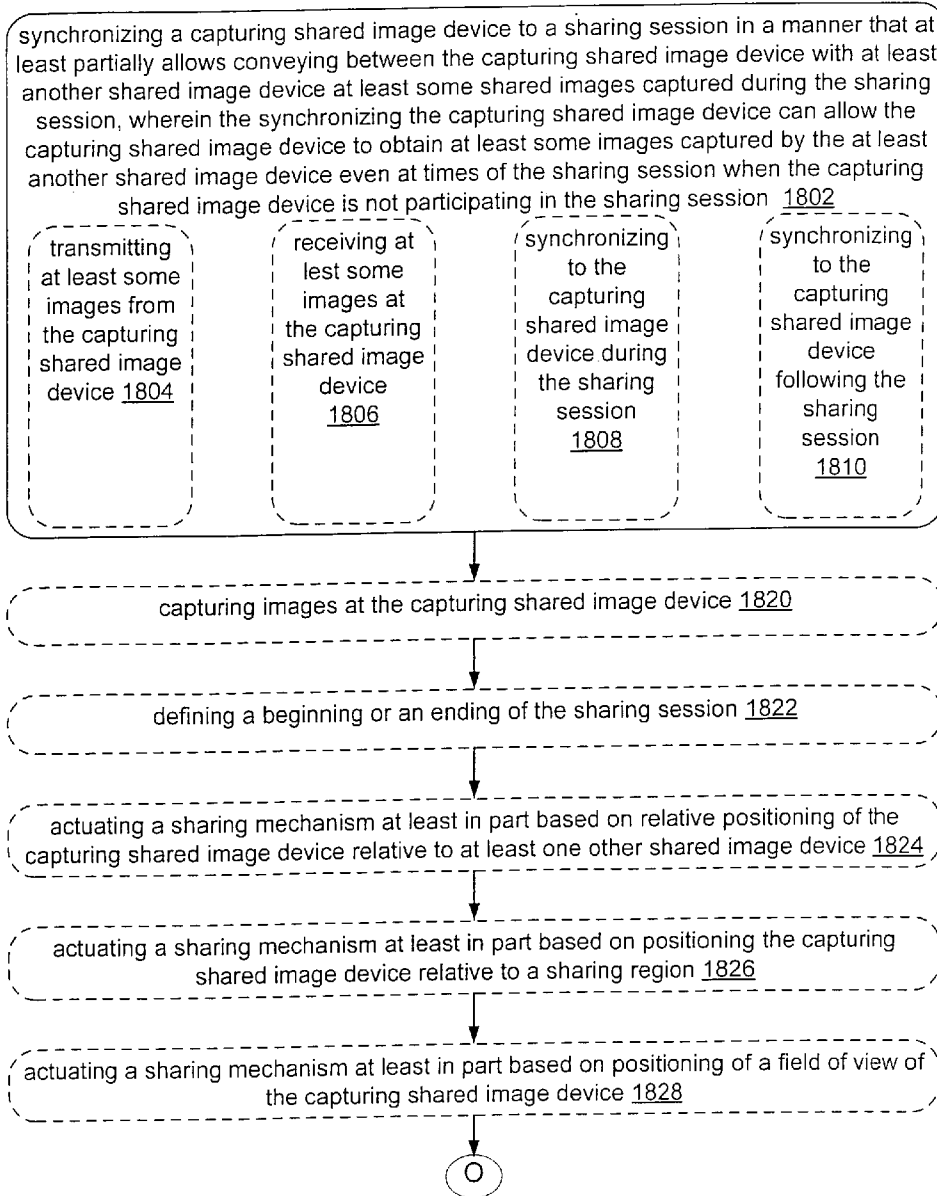 synchronizing a capturing shared image device to a sharing session in a manner that at
least partially allows conveying between the capturing shared image device with at least
another shared image device at least some shared images captured during the sharing
session, wherein the synchronizing the capturing shared image device can allow the
capturing shared image device to obtain at least some images captured by the at least
another shared image device even at times of the sharing session when the capturing
shared image device is not participating in the sharing session 1802
transmitting
at least some
images from
the capturing
shared image
device 1804
receiving at
lest some
images at
the capturing
shared image
device
1806
synchronizing
to the
capturing
shared image
device during
the sharing
session
1808
synchronizing
to the
capturing
shared image
device
following the
sharing
session
1810
capturing images at the capturing shared image device 1820
defining a beginning or an ending of the sharing session 1822
actuating a sharing mechanism at least in part based on relative positioning of the
capturing shared image device relative to at least one other shared image device 1824
actuating a sharing mechanism at least in part based on positioning the capturing
shared image device relative to a sharing region 1826
actuating a sharing mechanism at least in part based on positioning of a field of view of
the capturing shared image device 1828
O